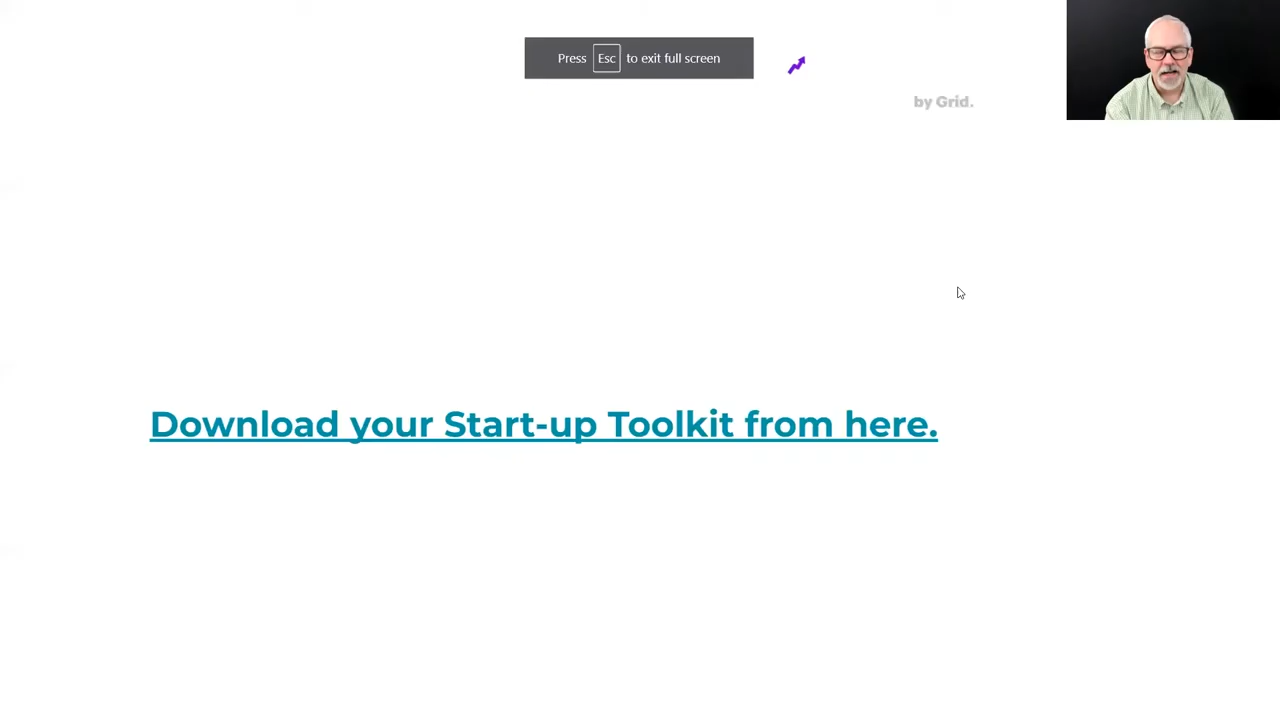 Press Esc to exit full screen
by Grid.
Download your Start-up Toolkit from here.